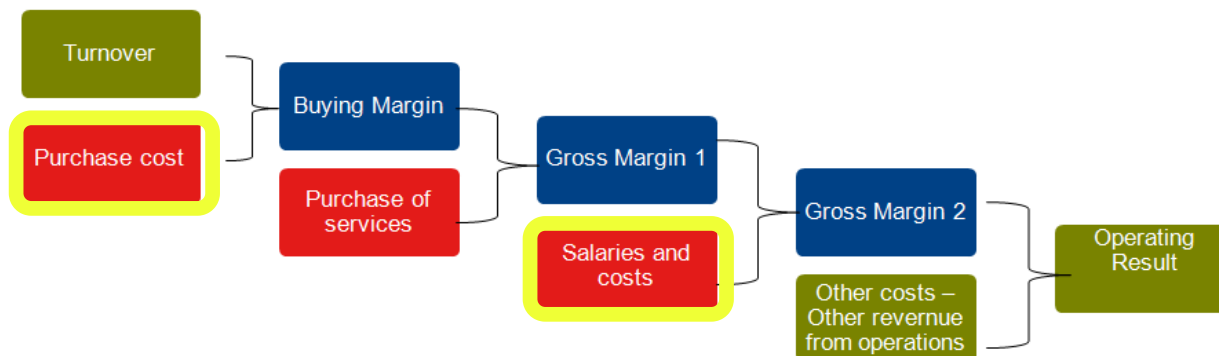 Turnover
Purchase cost
Buying Margin
Purchase of
services
Gross Margin 1
Salaries and
costs
Gross Margin 2
Other costs –
Other revernue
from operations
Operating
Result